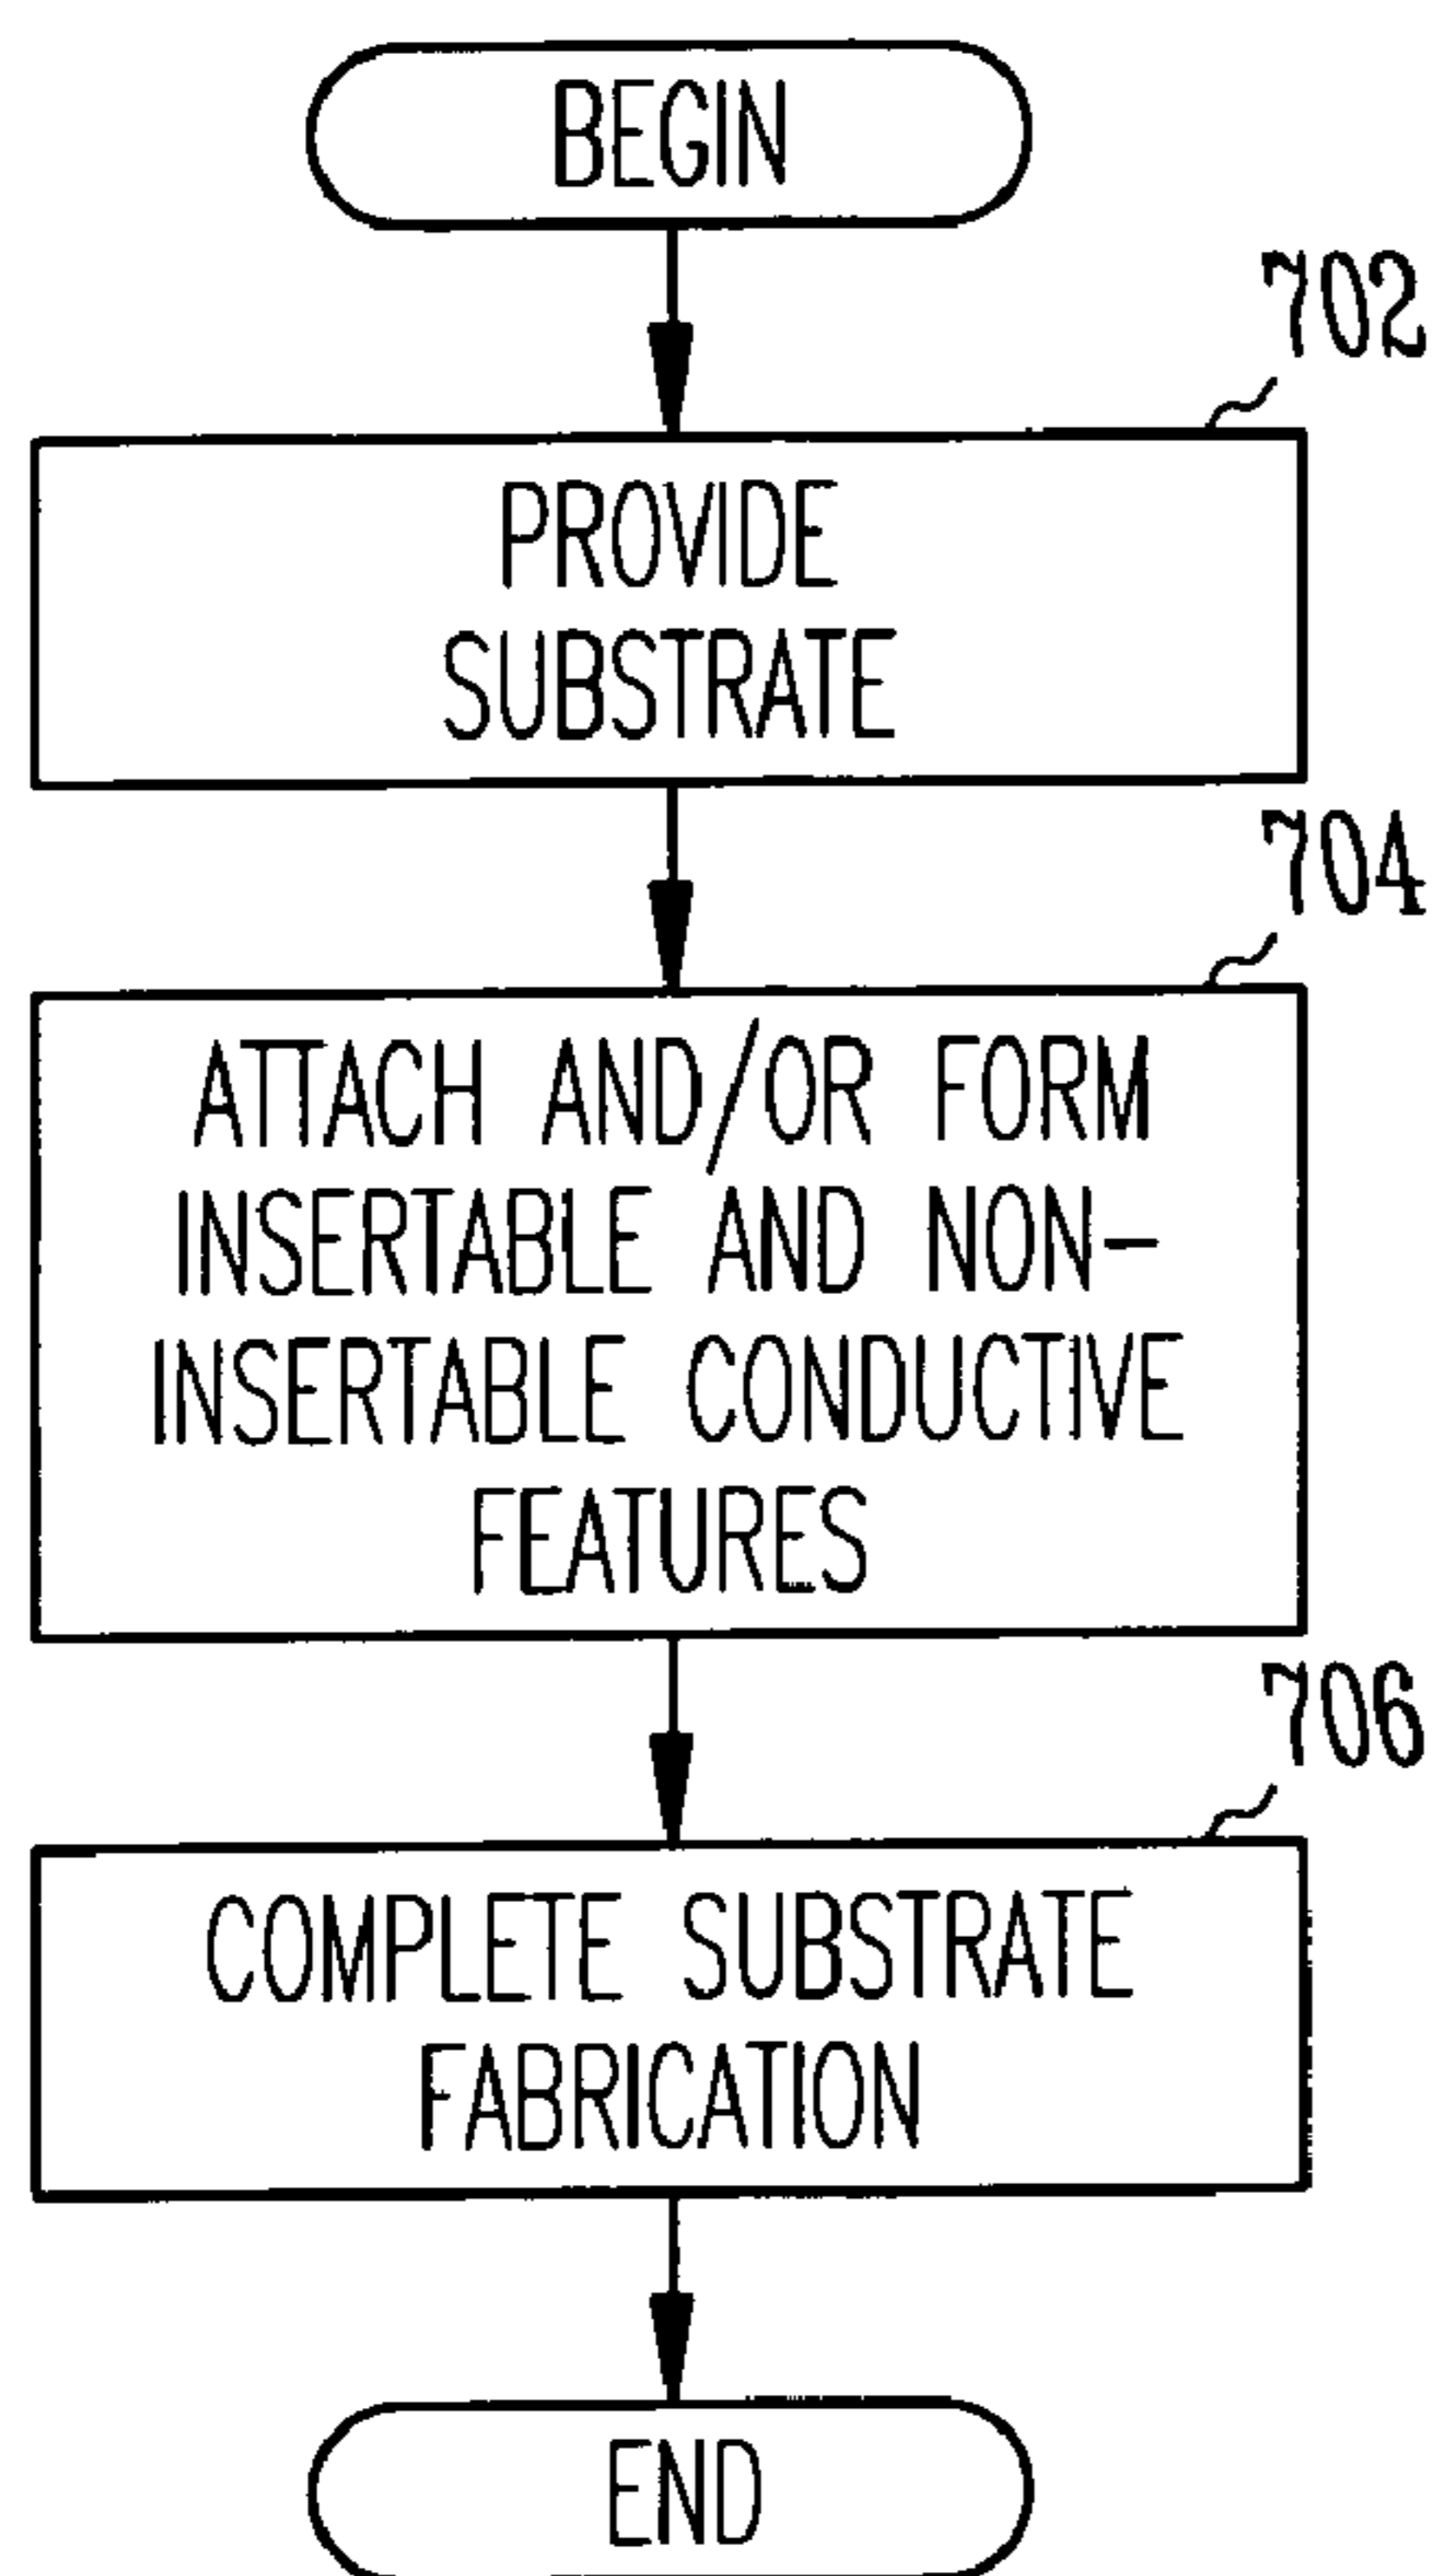 BEGIN
702
PROVIDE
SUBSTRATE
704
ATTACH AND/OR FORM
INSERTABLE AND NON-
INSERTABLE CONDUCTIVE
FEATURES
706
COMPLETE SUBSTRATE
FABRICATION
END